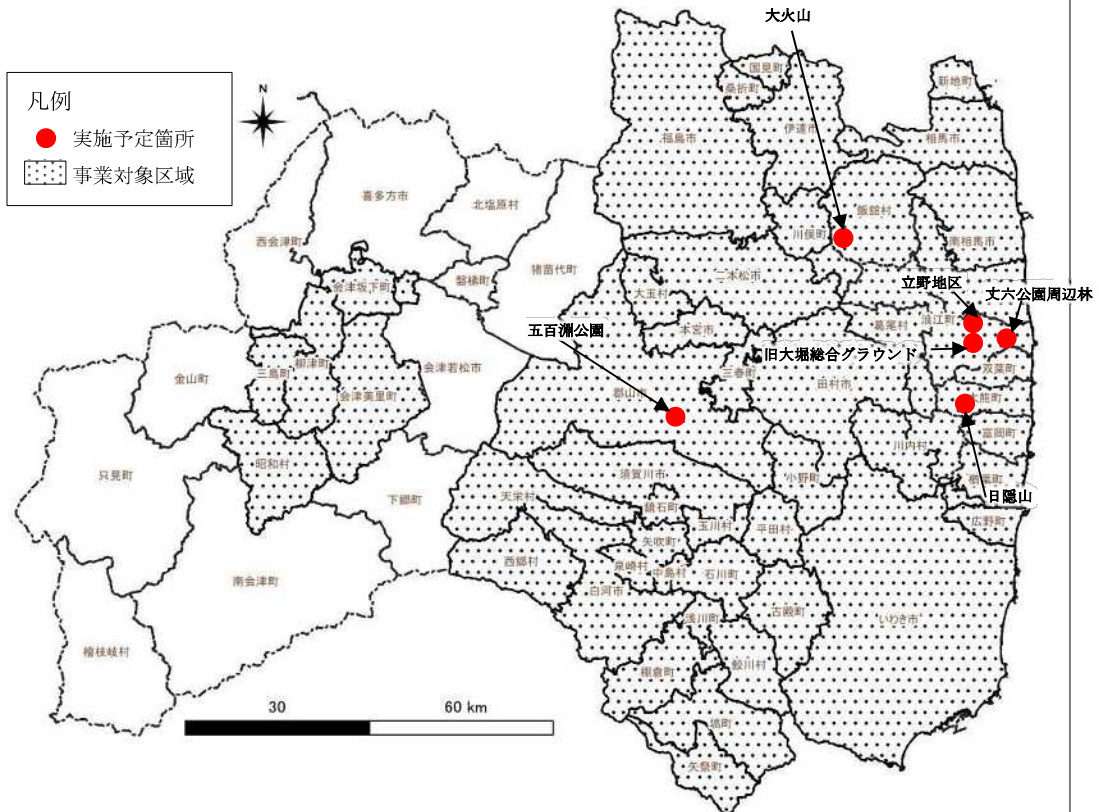 大火山
凡例
実施予定箇所
事業対象区域
N
国見町
桑折町
新地町
伊達市
相馬市
福島市
喜多方市
北塩原村
飯舘村
川俣町
南相馬市
西会津町
猪苗代町
磐梯町
二本松市
会津坂下町
大玉村
立野地区
丈六公園周辺林
浪江町
葛尾村
本宮市
五百淵公園
旧大堀総合グラウンド
双葉町
会津若松市
柳津町
三島町
金山町
三春町
田村市
会津美里町
郡山市
大熊町
富岡町
川内村
昭和村
只見町
須賀川市
小野町
楢葉町
日隠山
下郷町
天栄村
鏡石町
玉川村
平田村
広野町
矢吹町
西郷村
泉崎村
中島村
石川町
南会津町
白河市
古殿町
浅川町
いわき市
檜枝岐村
鮫川村
棚倉町
30
60 km
塙町
矢祭町